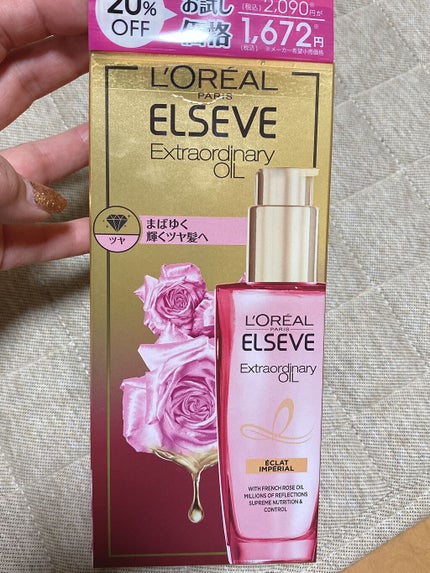 20%
OFF
お試し
価格
(税込) 2,090円が
1,672円
(税込) ※メーカー希望小売価格
L'ORÉAL
PARIS
ELSEVE
Extraordinary
OIL
ツヤ
まばゆく
輝くツヤ髪へ
L'ORÉAL
PARIS
ELSEVE
Extraordinary
OIL
ÉCLAT
IMPERIAL
WITH FRENCH ROSE OIL
MILLIONS OF REFLECTIONS
SUPREME NUTRITION &
CONTROL